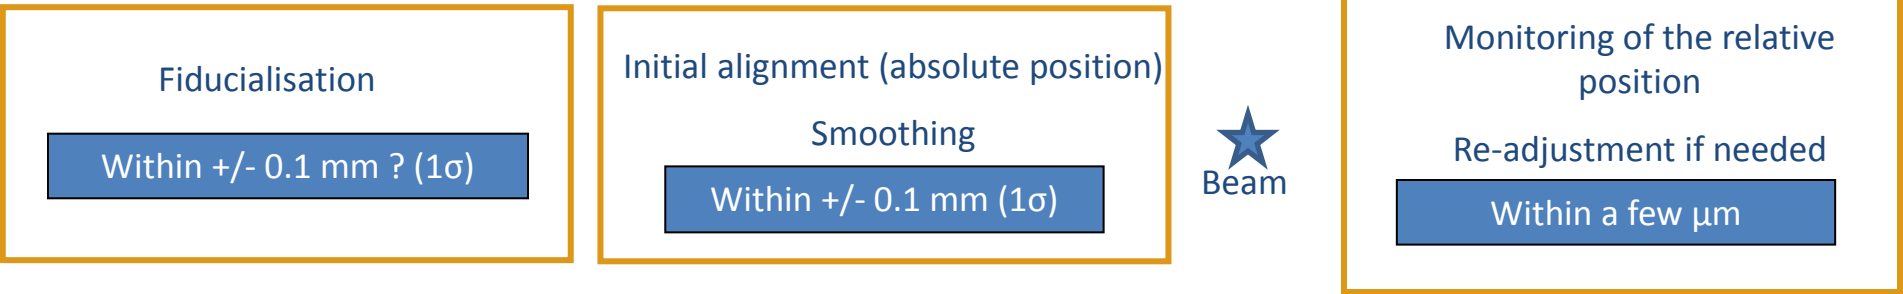 Fiducialisation
Within +/- 0.1 mm ? (1σ)
Initial alignment (absolute position)
Smoothing
Within +/- 0.1 mm (1σ)
Beam
Monitoring of the relative
position
Re-adjustment if needed
Within a few μm